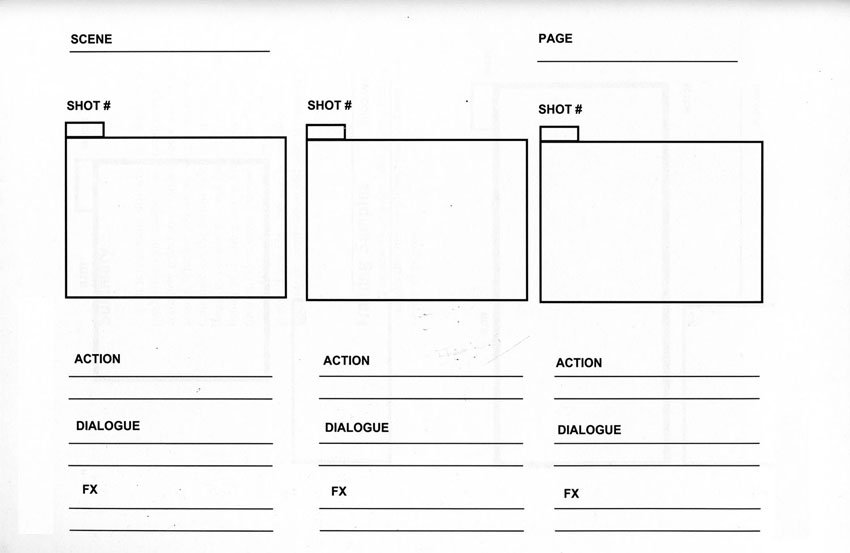 SCENE
PAGE
SHOT #
SHOT #
SHOT #
ACTION
ACTION
ACTION
DIALOGUE
DIALOGUE
DIALOGUE
FX
FX
FX